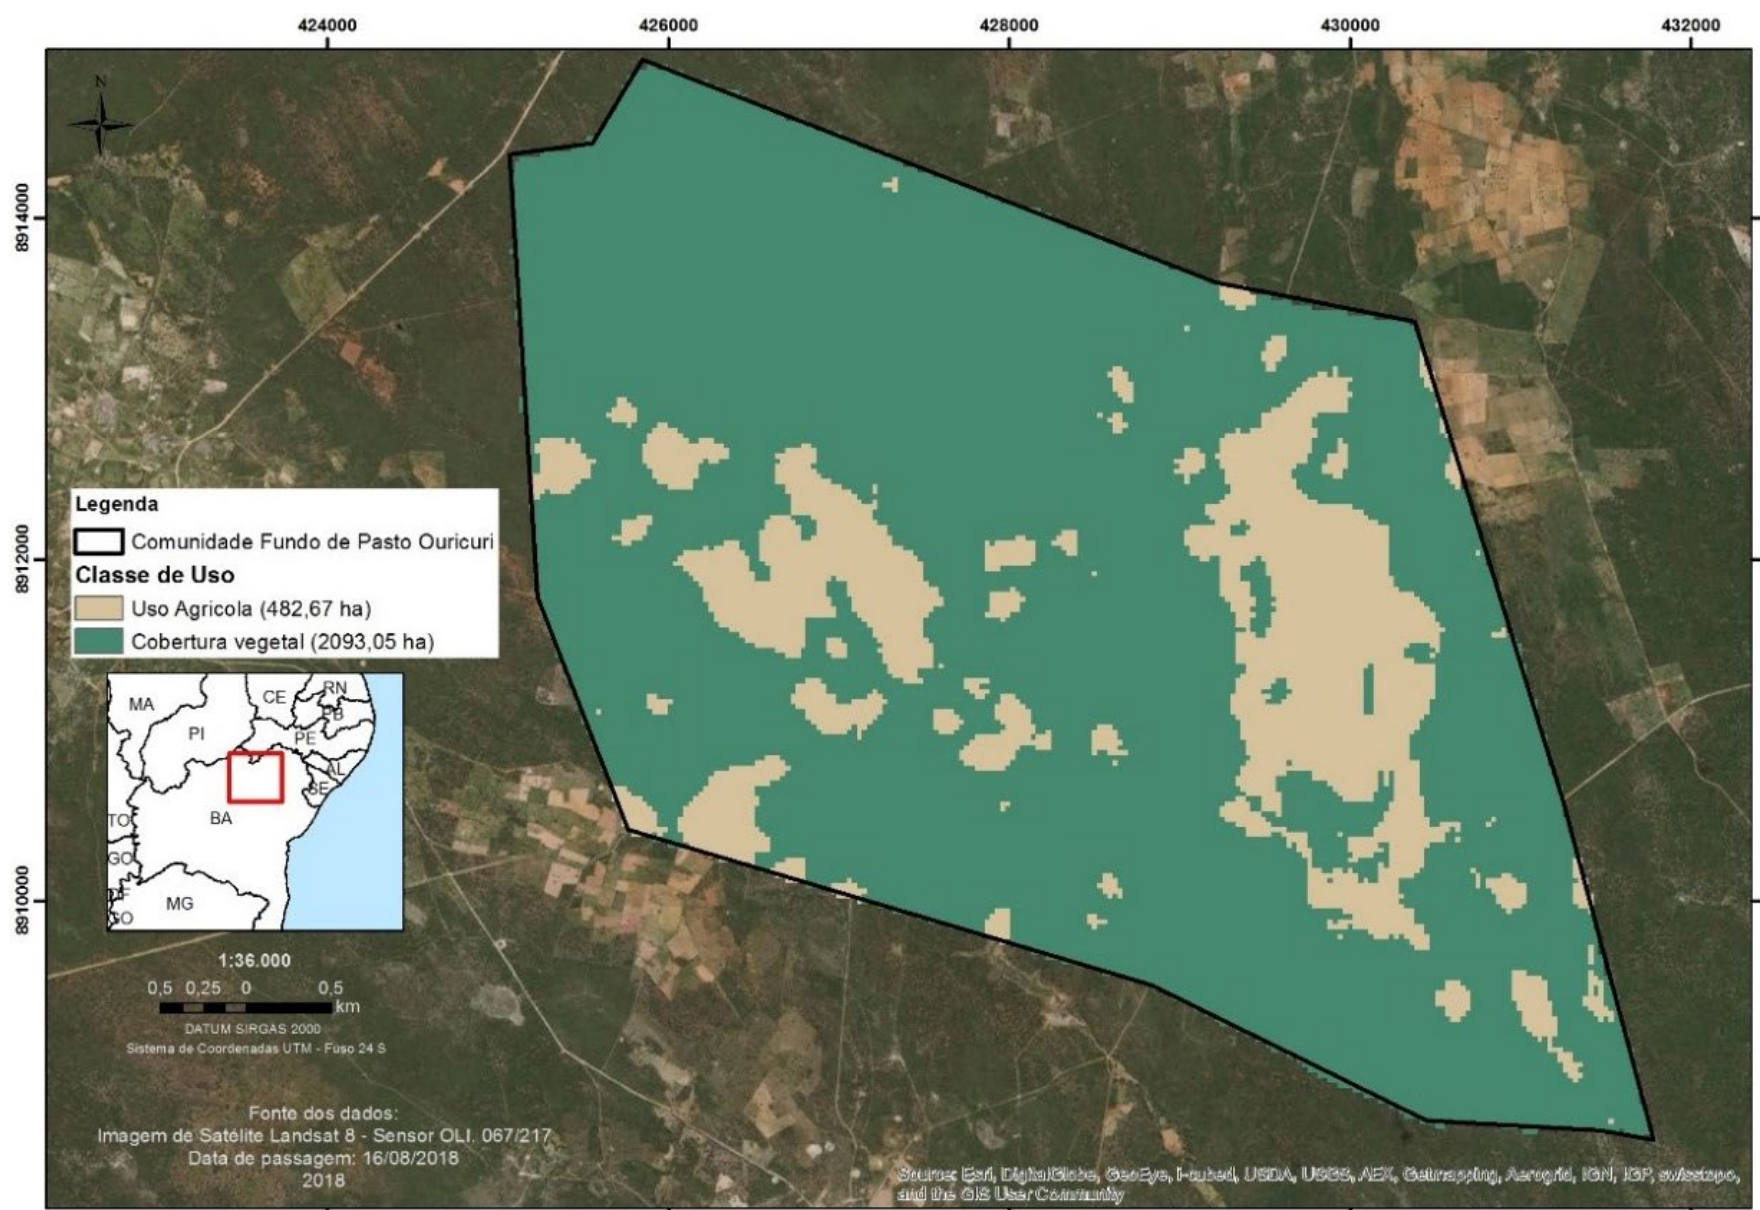 424000 426000 428000 430000 432000
N
8914000
8912000
8910000
Legenda
Comunidade Fundo de Pasto Ouricuri
Classe de Uso
Uso Agricola (482,67 ha)
Cobertura vegetal (2093,05 ha)
MA
CE
RN
PB
PI
PE
AL
SE
BA
TO
GO
DF
GO
MG
1:36.000
0,5 0,25 0 0,5
km
DATUM SIRGAS 2000
Sistema de Coordenadas UTM - Fuso 24 S
Fonte dos dados:
Imagem de Satélite Landsat 8 - Sensor OLI. 067/217
Data de passagem: 16/08/2018
2018
Source: Esri, DigitalGlobe, GeoEye, i-cubed, USDA, USGS, AEX, Getmapping, Aerogrid, IGN, IGP, swisstopo,
and the GIS User Community